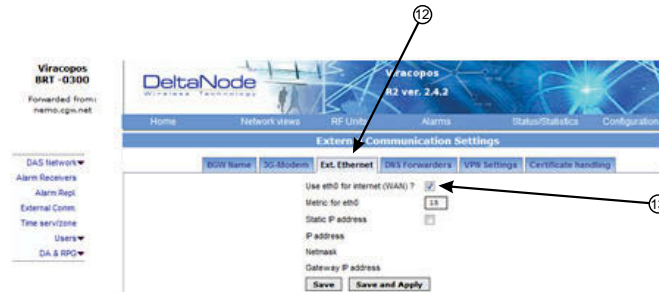 12
Viracopos
BRT -0300
Forwarded from:
nemo.cgw.net
DeltaNode
Wireless Technology
Viracopos
R2 ver. 2.4.2
Home Network views RF Units Alarms Status/Statistics Configuration
External Communication Settings
BGW Name 3G-Modem Ext. Ethernet DNS Forwarders VPN Settings Certificate handling
DAS Network
Alarm Receivers
Alarm Repl.
External Comm.
Time serv/zone
Users
DA & RPG
Use eth0 for internet (WAN) ?
13
Metric for eth0 15
Static IP address
IP address
Netmask
Gateway IP address
Save Save and Apply